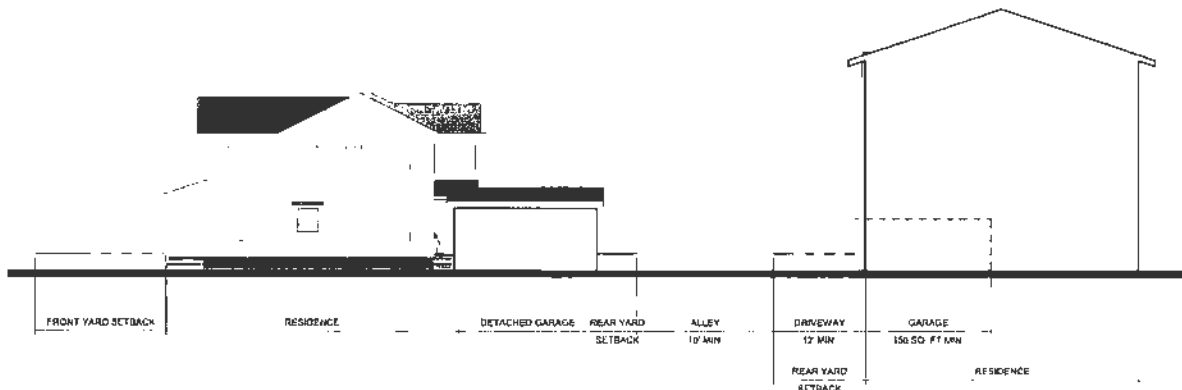 FRONT YARD SETBACK
RESIDENCE
DETACHED GARAGE
REAR YARD
SETBACK
ALLEY
10' MIN
DRIVEWAY
12' MIN
GARAGE
350 SQ. FT MIN
REAR YARD
SETBACK
RESIDENCE